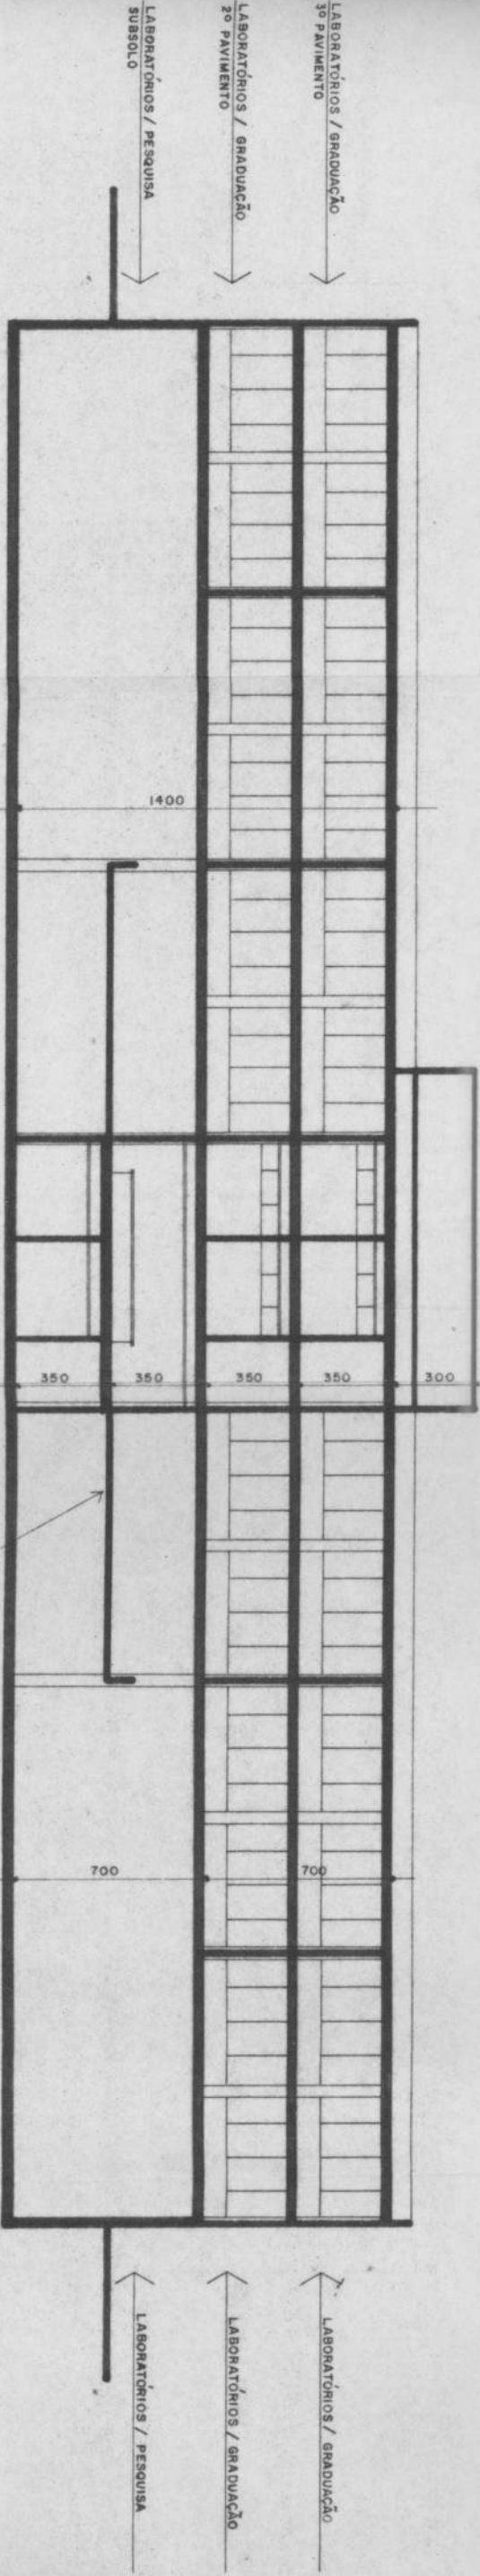 LABORATÓRIOS / GRADUAÇÃO
3º PAVIMENTO
LABORATÓRIOS / GRADUAÇÃO
2º PAVIMENTO
LABORATÓRIOS / PESQUISA
SUBSOLO
1400
350
350
350
350
300
700
700
LABORATÓRIOS / GRADUAÇÃO
LABORATÓRIOS / GRADUAÇÃO
LABORATÓRIOS / PESQUISA